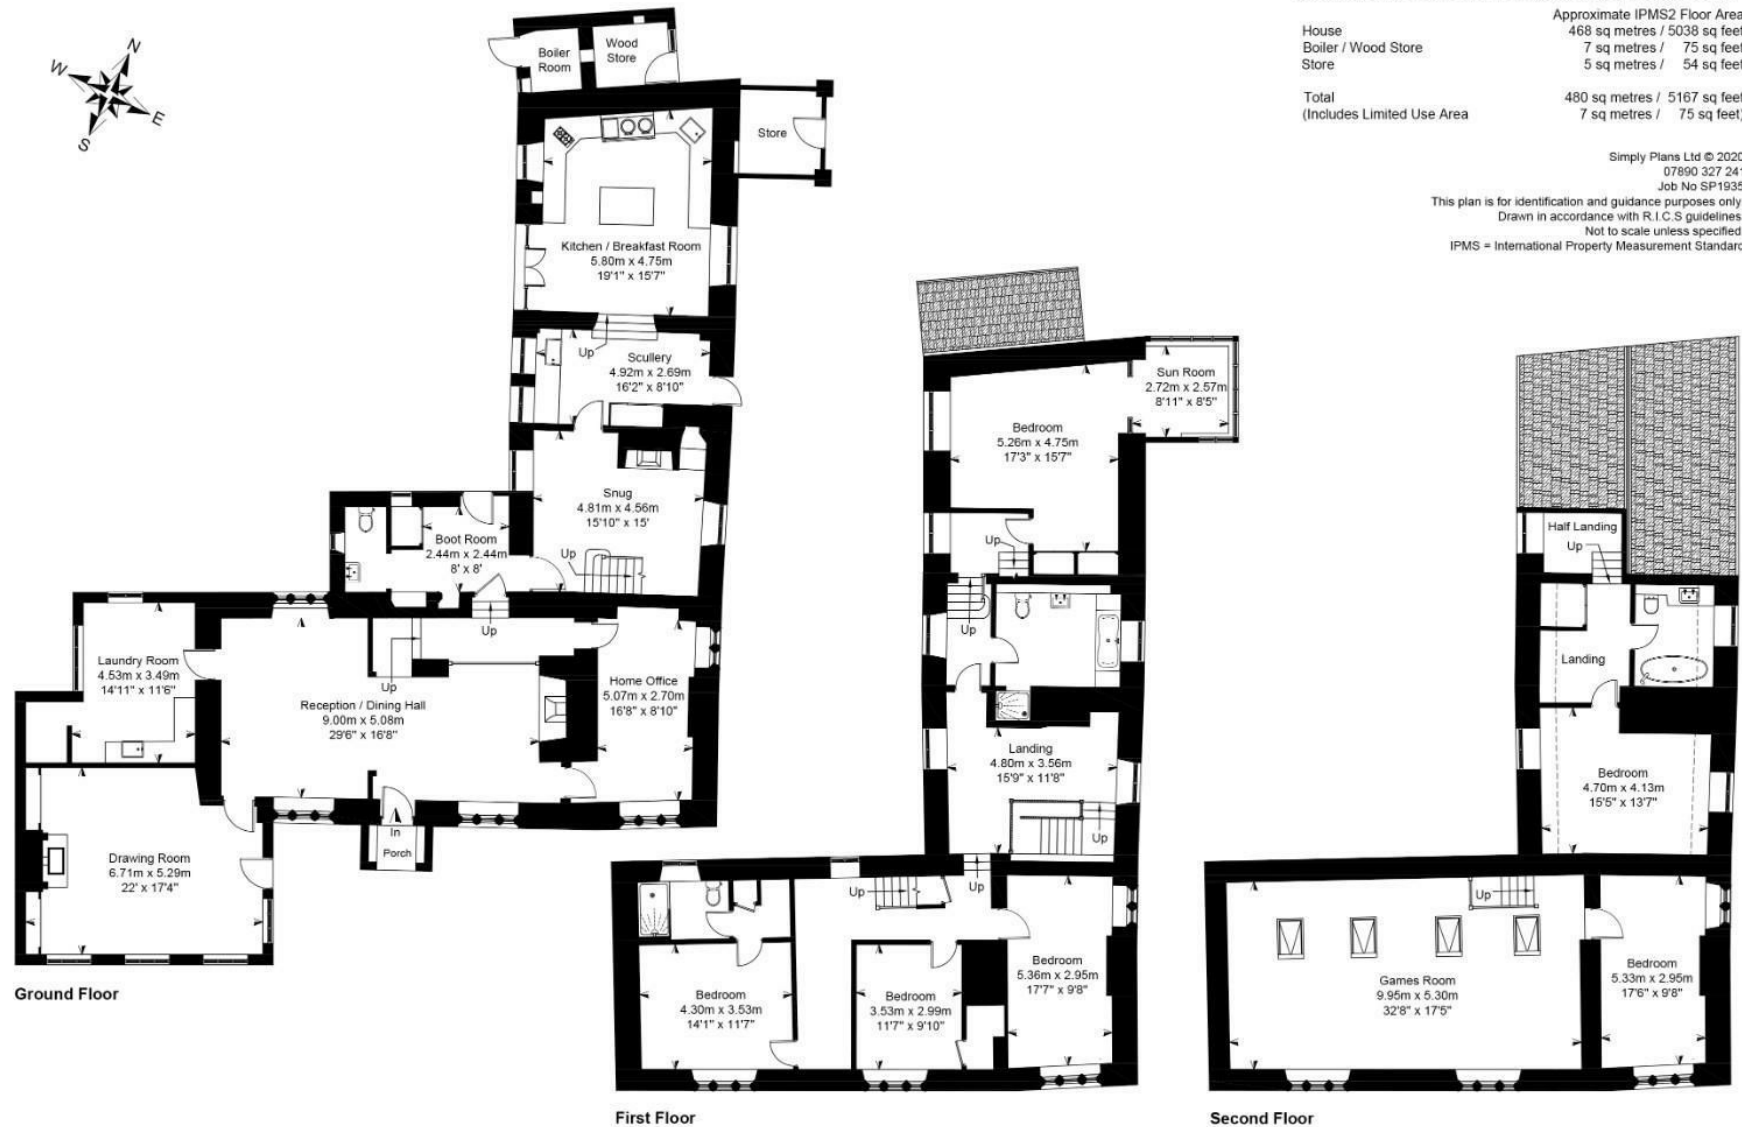 N
W
E
S
Approximate IPMS2 Floor Area
House 468 sq metres / 5038 sq feet
Boiler / Wood Store 7 sq metres / 75 sq feet
Store 5 sq metres / 54 sq feet
Total 480 sq metres / 5167 sq feet
(Includes Limited Use Area 7 sq metres / 75 sq feet)
Simply Plans Ltd © 2020
07890 327 241
Job No SP1935
This plan is for identification and guidance purposes only
Drawn in accordance with R.I.C.S guidelines
Not to scale unless specified
IPMS = International Property Measurement Standard
Boiler
Room
Wood
Store
Store
Kitchen / Breakfast Room
5.80m x 4.75m
19'1" x 15'7"
Up
Scullery
4.92m x 2.69m
16'2" x 8'10"
Snug
4.81m x 4.56m
15'10" x 15'
Up
Boot Room
2.44m x 2.44m
8' x 8'
Up
Laundry Room
4.53m x 3.49m
14'11" x 11'6"
Up
Reception / Dining Hall
9.00m x 5.08m
29'6" x 16'8"
Home Office
5.07m x 2.70m
16'8" x 8'10"
In
Porch
Drawing Room
6.71m x 5.29m
22' x 17'4"
Ground Floor
Sun Room
2.72m x 2.57m
8'11" x 8'5"
Bedroom
5.26m x 4.75m
17'3" x 15'7"
Up
Up
Landing
4.80m x 3.56m
15'9" x 11'8"
Up
Up
Up
Bedroom
5.36m x 2.95m
17'7" x 9'8"
Bedroom
4.30m x 3.53m
14'1" x 11'7"
Bedroom
3.53m x 2.99m
11'7" x 9'10"
First Floor
Half Landing
Up
Landing
Bedroom
4.70m x 4.13m
15'5" x 13'7"
Up
Games Room
9.95m x 5.30m
32'8" x 17'5"
Bedroom
5.33m x 2.95m
17'6" x 9'8"
Second Floor